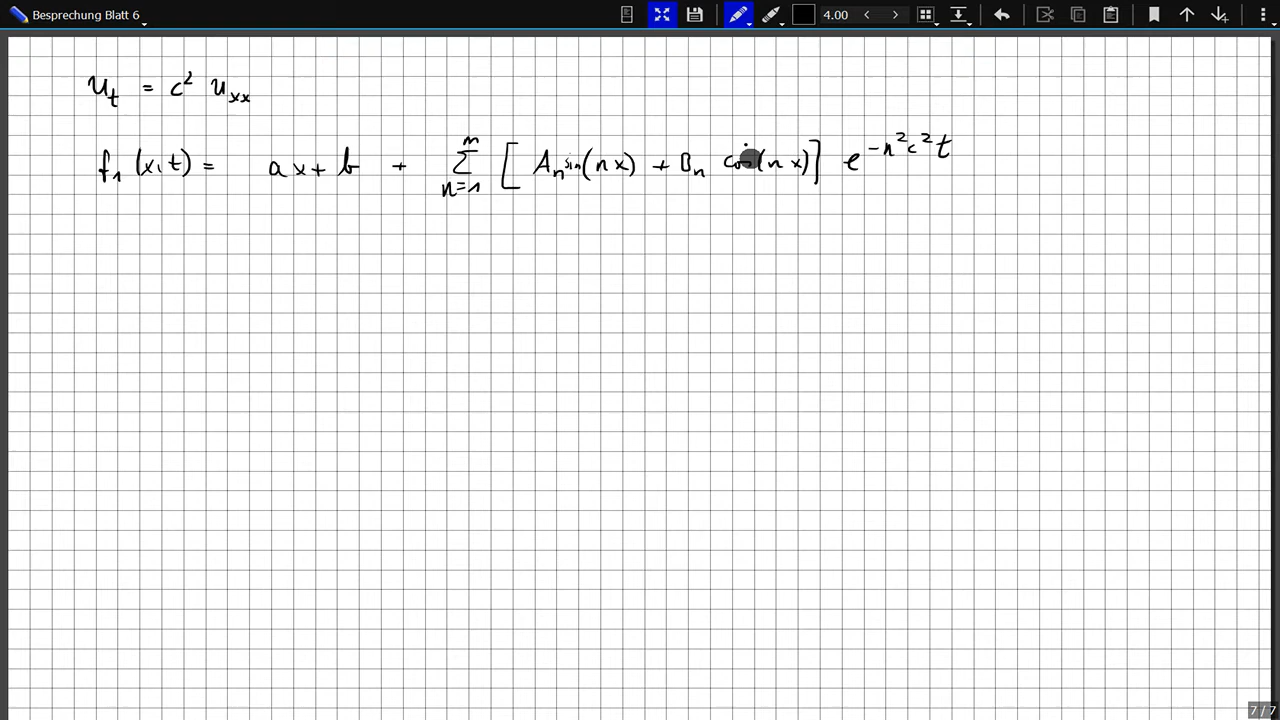 Besprechung Blatt 6
4.00
u_t = c² u_xx
f₁(x,t) = ax + b + ∑_{n=1}^{m} [A_n sin(nx) + B_n cos(nx)] e^{-n²c²t}
7 / 7